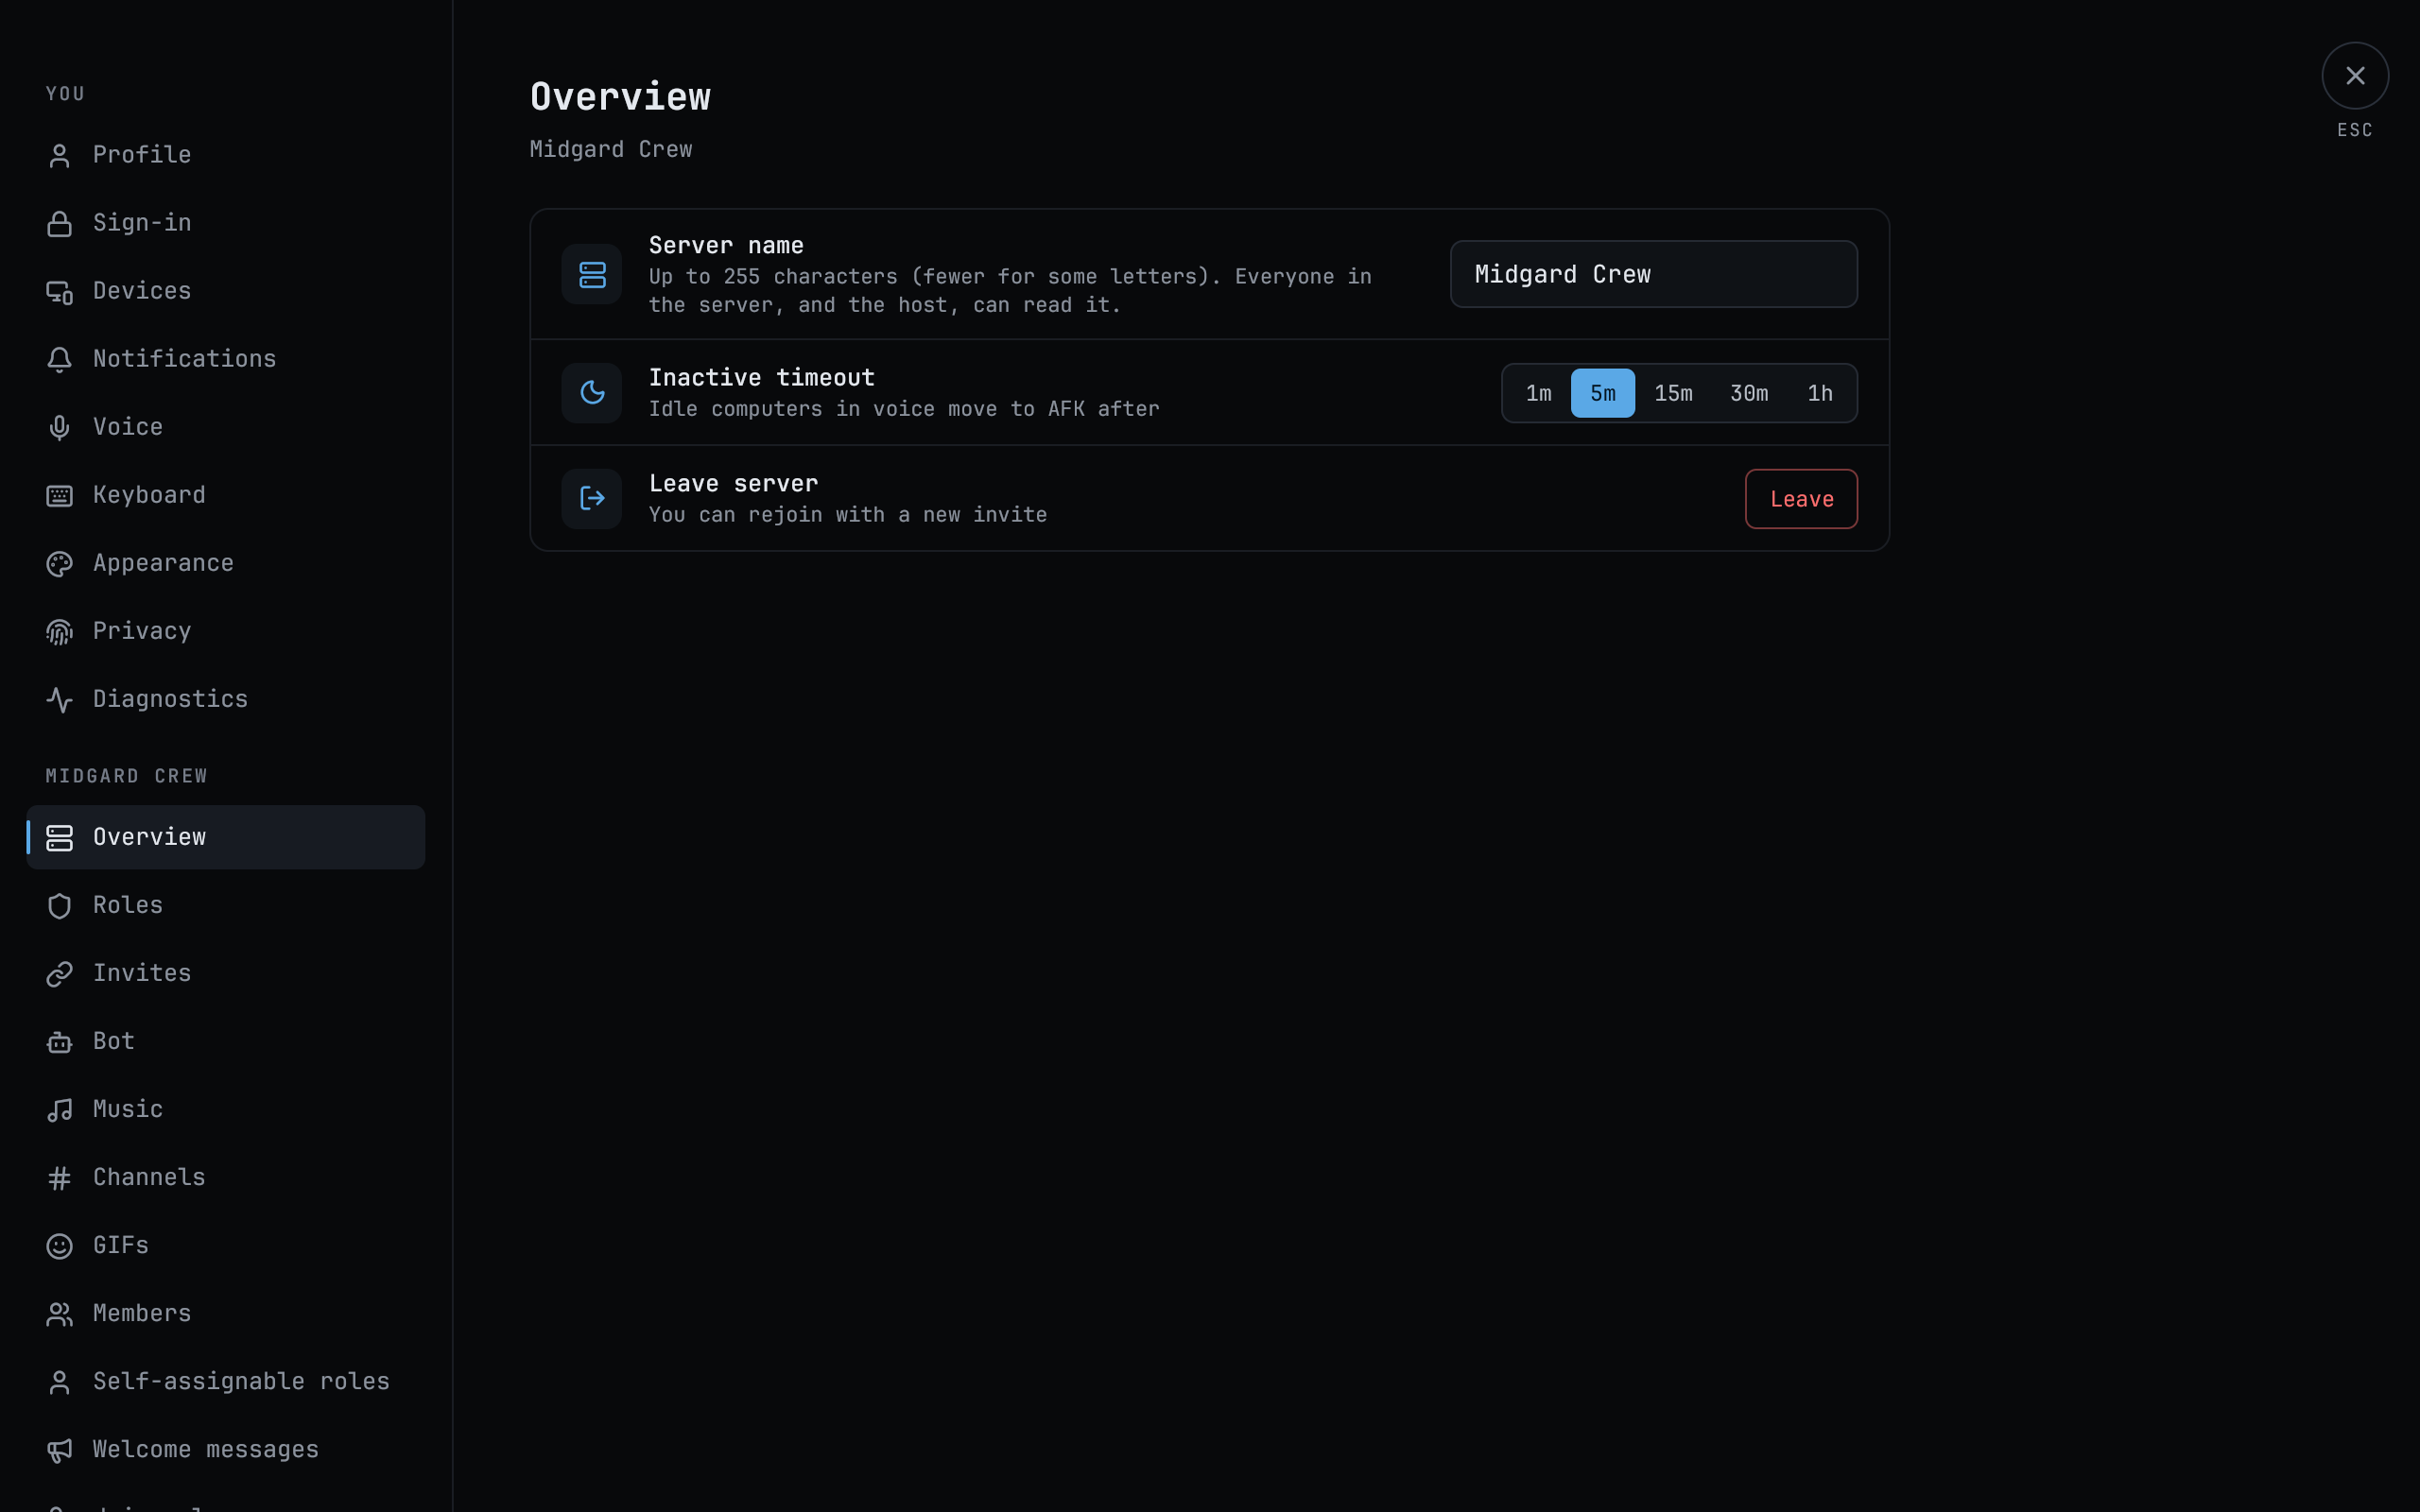 YOU
Profile
Sign-in
Devices
Notifications
Voice
Keyboard
Appearance
Privacy
Diagnostics
MIDGARD CREW
Overview
Roles
Invites
Bot
Music
Channels
GIFs
Members
Self-assignable roles
Welcome messages
Overview
Midgard Crew
ESC
Server name
Up to 255 characters (fewer for some letters). Everyone in
the server, and the host, can read it.
Midgard Crew
Inactive timeout
Idle computers in voice move to AFK after
1m 5m 15m 30m 1h
Leave server
You can rejoin with a new invite
Leave